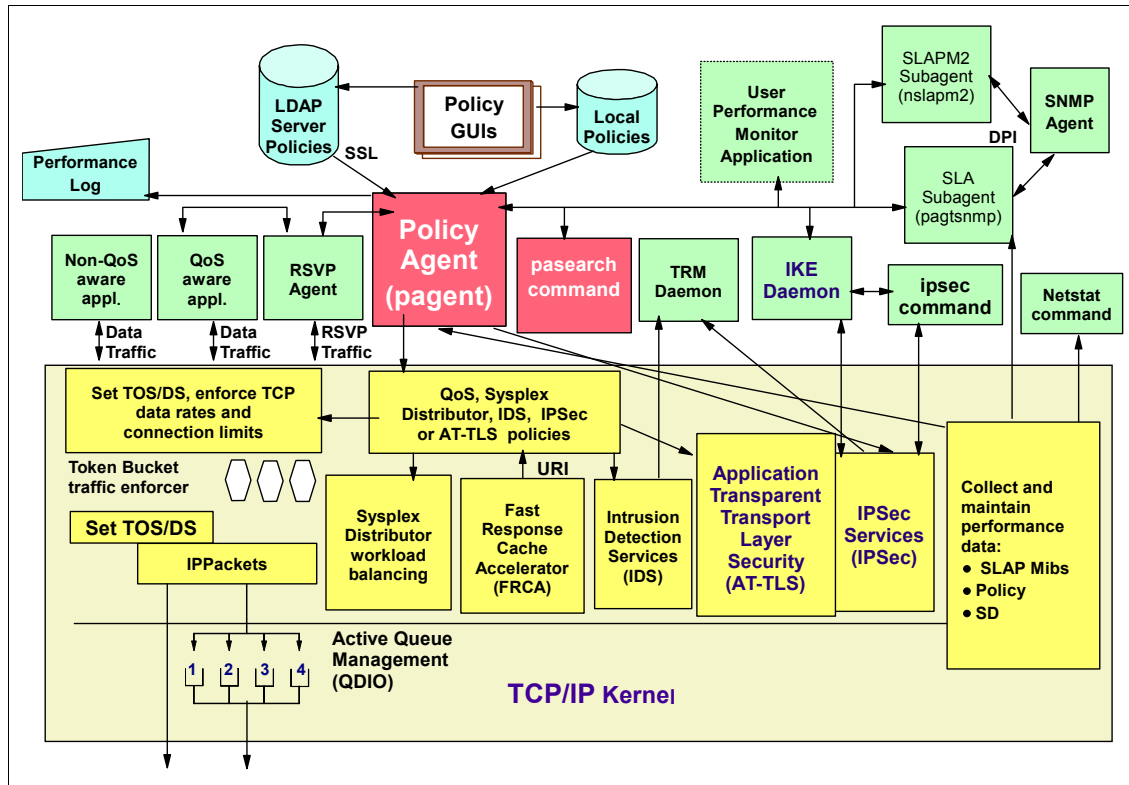 LDAP
Server
Policies
SSL
Policy
GUIs
Local
Policies
User
Performance
Monitor
Application
SLAPM2
Subagent
(nslapm2)
SNMP
Agent
DPI
SLA
Subagent
(pagtsnmp)
Performance
Log
Non-QoS
aware
appl.
QoS
aware
appl.
RSVP
Agent
Policy
Agent
(pagent)
pasearch
command
TRM
Daemon
IKE
Daemon
ipsec
command
Netstat
command
Data
Traffic
Data
Traffic
RSVP
Traffic
Set TOS/DS, enforce TCP
data rates and
connection limits
QoS, Sysplex
Distributor, IDS, IPSec
or AT-TLS policies
Token Bucket
traffic enforcer
URI
Set TOS/DS
IPPackets
Sysplex
Distributor
workload
balancing
Fast
Response
Cache
Accelerator
(FRCA)
Intrusion
Detection
Services
(IDS)
Application
Transparent
Transport
Layer
Security
(AT-TLS)
IPSec
Services
(IPSec)
Collect and
maintain
performance
data:
● SLAP Mibs
● Policy
● SD
1 2 3 4
Active Queue
Management
(QDIO)
TCP/IP Kernel